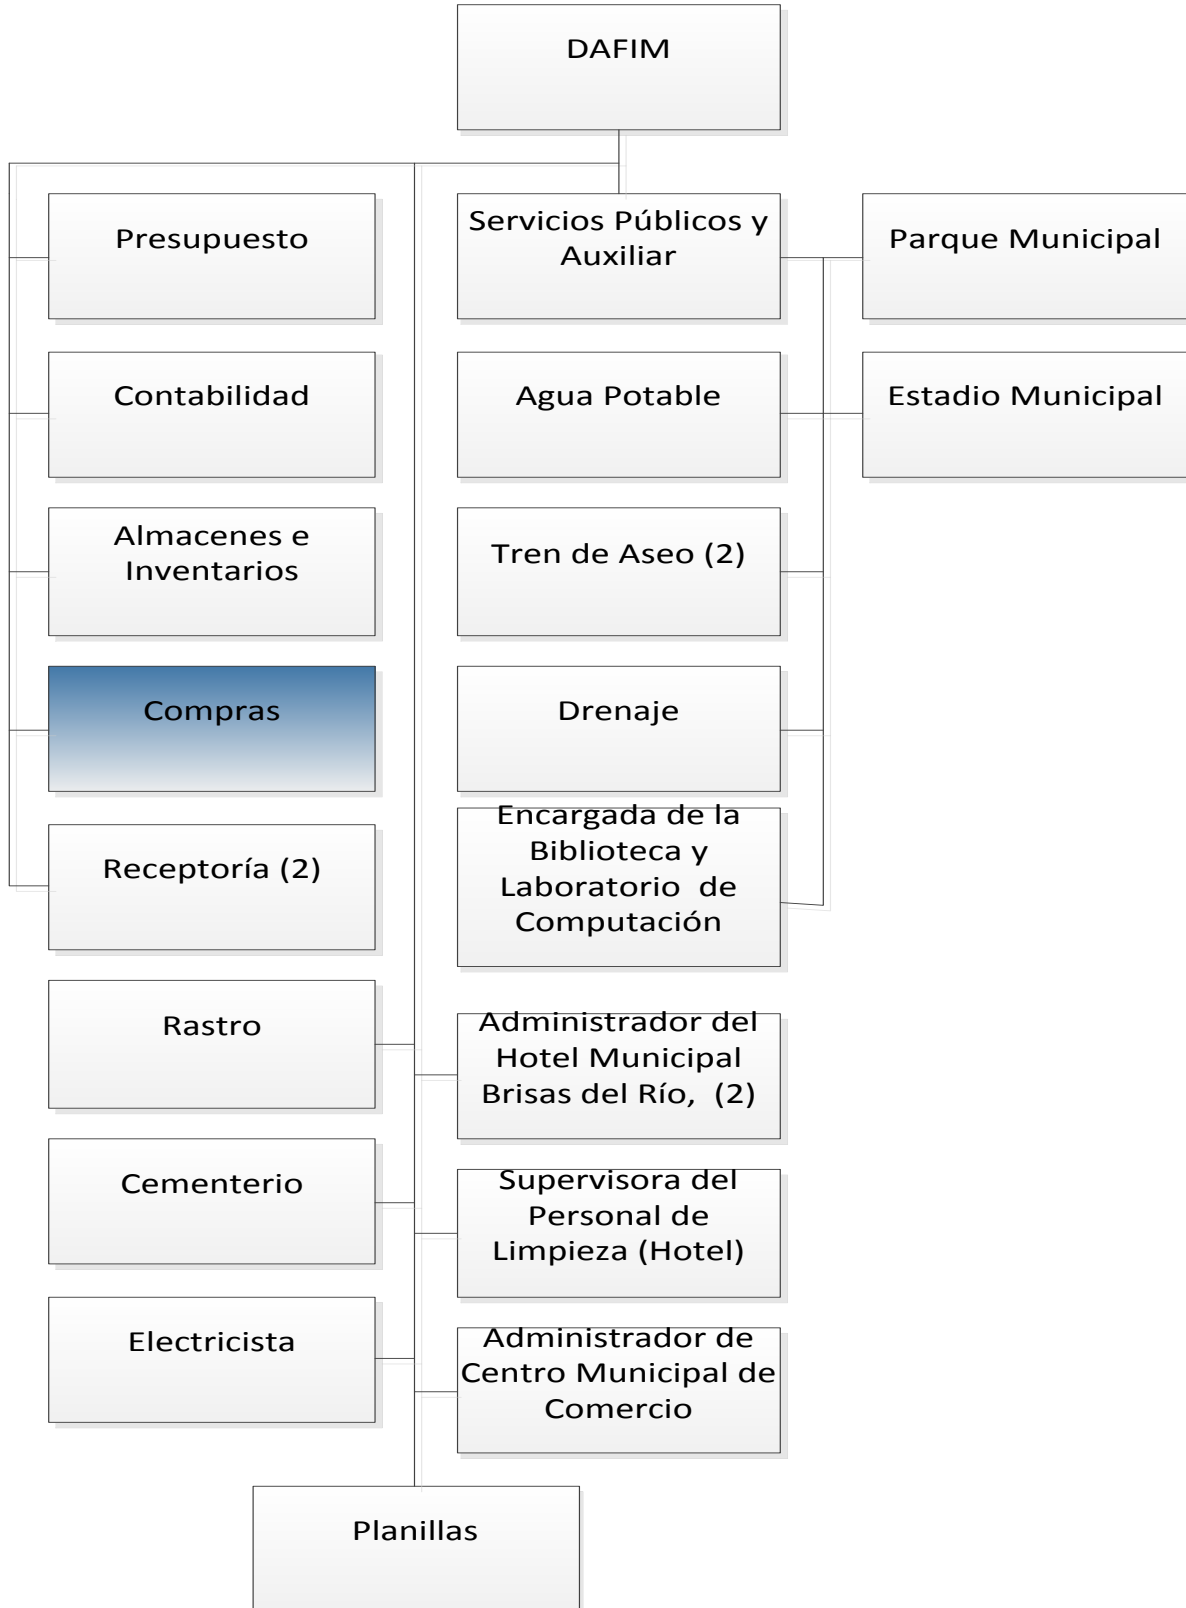 DAFIM
Presupuesto
Servicios Públicos y
Auxiliar
Parque Municipal
Contabilidad
Agua Potable
Estadio Municipal
Almacenes e
Inventarios
Tren de Aseo (2)
Compras
Drenaje
Receptoría (2)
Encargada de la
Biblioteca y
Laboratorio de
Computación
Rastro
Administrador del
Hotel Municipal
Brisas del Río, (2)
Cementerio
Supervisora del
Personal de
Limpieza (Hotel)
Electricista
Administrador de
Centro Municipal de
Comercio
Planillas